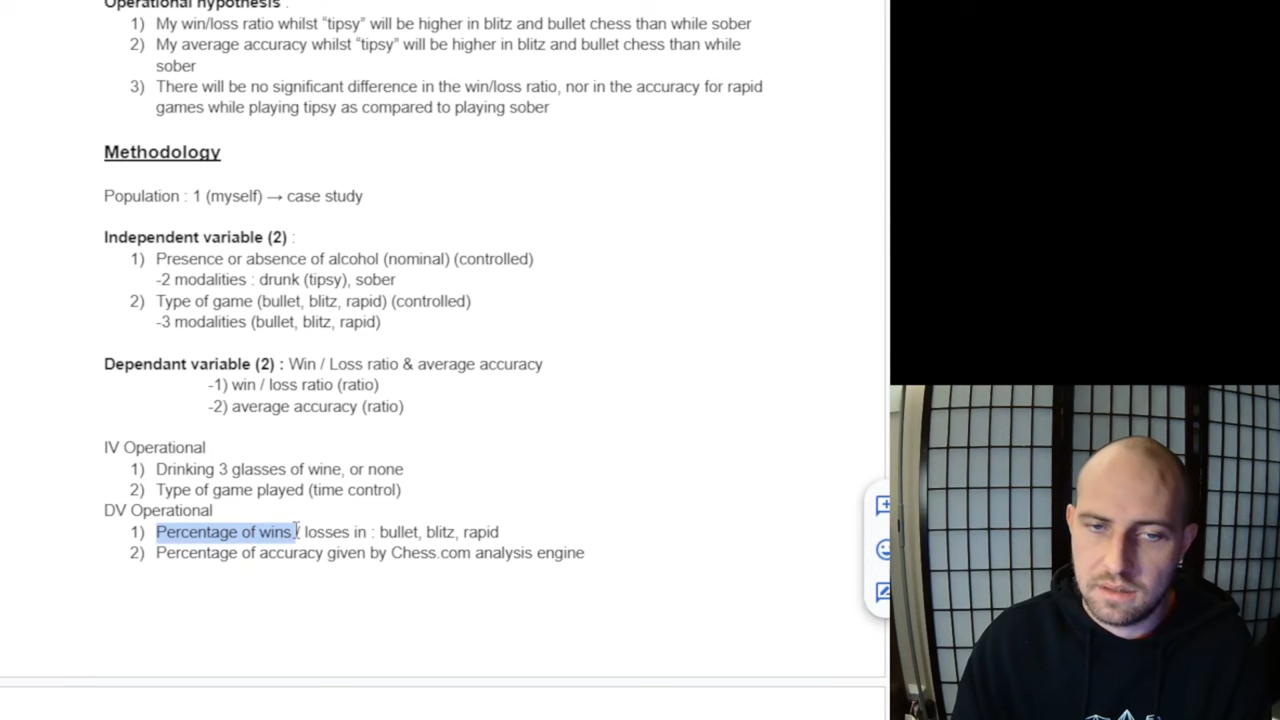 Operational hypothesis :
1) My win/loss ratio whilst “tipsy” will be higher in blitz and bullet chess than while sober
2) My average accuracy whilst “tipsy” will be higher in blitz and bullet chess than while
sober
3) There will be no significant difference in the win/loss ratio, nor in the accuracy for rapid
games while playing tipsy as compared to playing sober
Methodology
Population : 1 (myself) → case study
Independent variable (2) :
1) Presence or absence of alcohol (nominal) (controlled)
-2 modalities : drunk (tipsy), sober
2) Type of game (bullet, blitz, rapid) (controlled)
-3 modalities (bullet, blitz, rapid)
Dependant variable (2) : Win / Loss ratio & average accuracy
-1) win / loss ratio (ratio)
-2) average accuracy (ratio)
IV Operational
1) Drinking 3 glasses of wine, or none
2) Type of game played (time control)
DV Operational
1) Percentage of wins / losses in : bullet, blitz, rapid
2) Percentage of accuracy given by Chess.com analysis engine